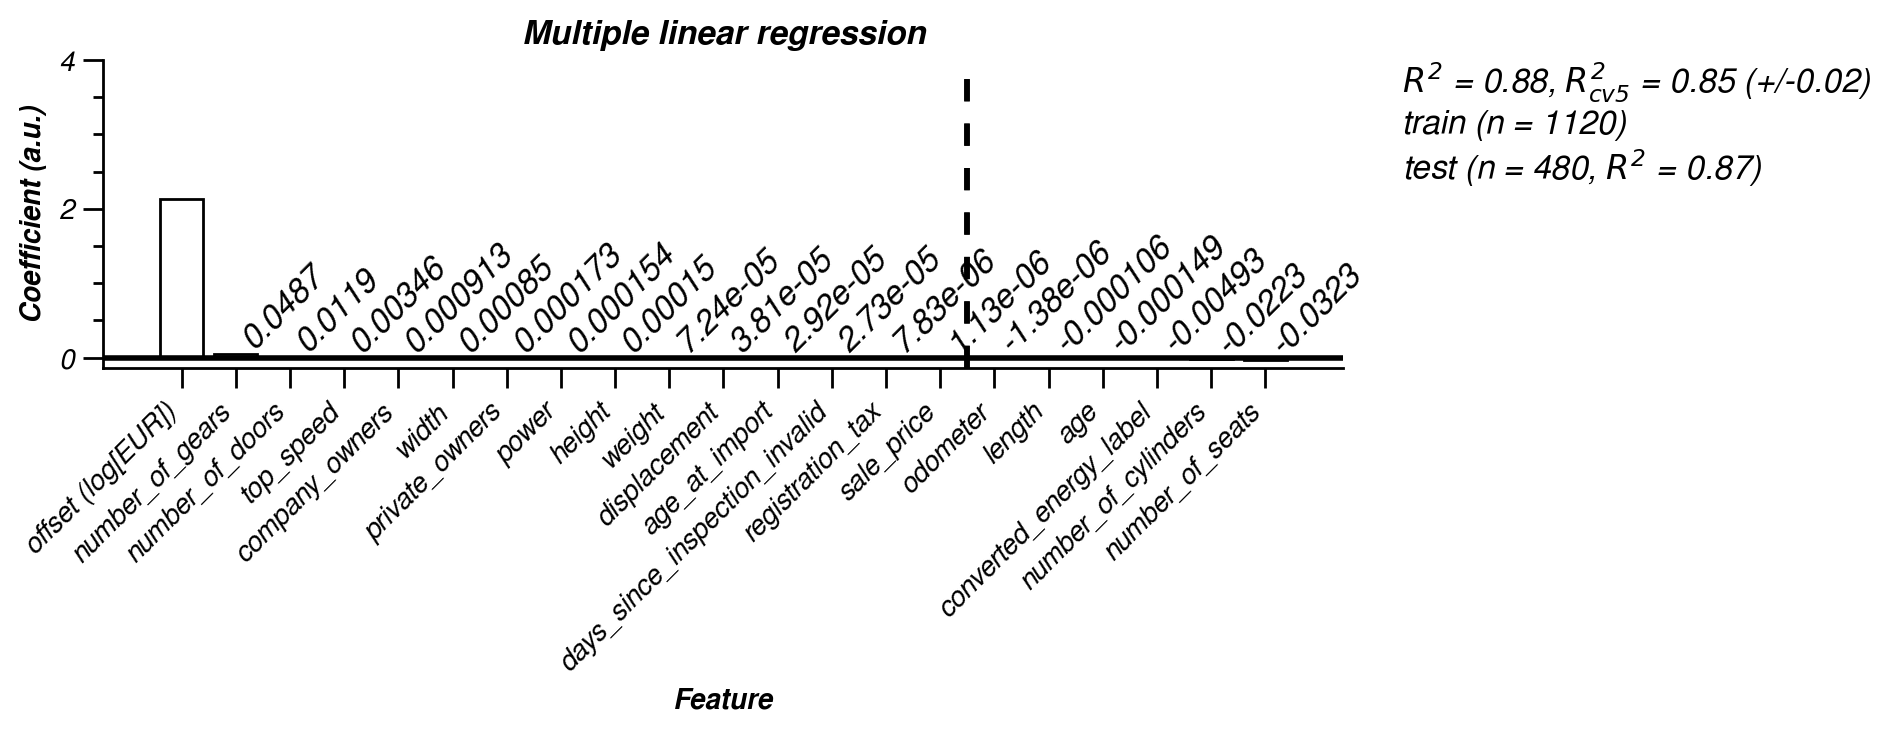 Multiple linear regression
Coefficient (a.u.)
4
2
0
0.0487
0.0119
0.00346
0.000913
0.00085
0.000173
0.000154
0.00015
7.24e-05
3.81e-05
2.92e-05
2.73e-05
7.83e-06
1.13e-06
-1.38e-06
-0.000106
-0.000149
-0.00493
-0.0223
-0.0323
offset (log[EUR])
number_of_gears
number_of_doors
top_speed
company_owners
width
private_owners
power
height
weight
displacement
age_at_import
days_since_inspection_invalid
registration_tax
sale_price
odometer
length
age
converted_energy_label
number_of_cylinders
number_of_seats
Feature
R² = 0.88, R²cv5 = 0.85 (+/-0.02)
train (n = 1120)
test (n = 480, R² = 0.87)